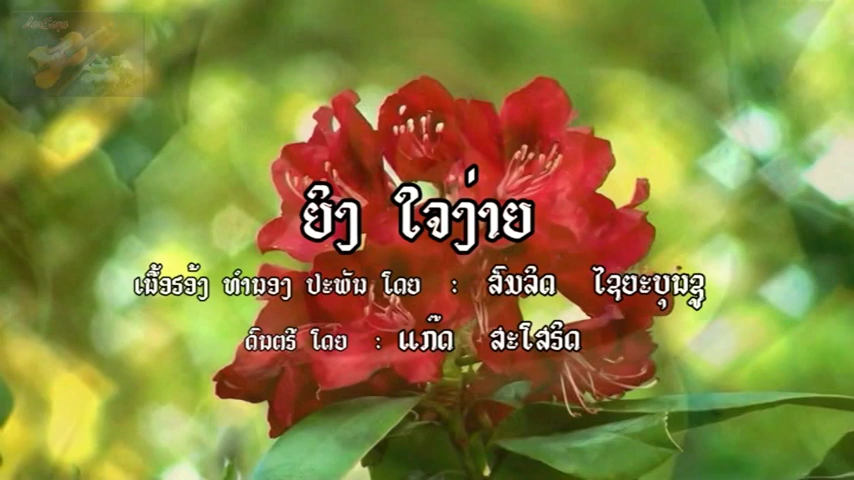 ຍິງ ໃຈງ່າຍ
ເນື້ອຮ້ອງ ທຳນອງ ປະພັນ ໂດຍ : ສົມລິດ ໄຊຍະບຸນຊູ
ດົນຕຣີ ໂດຍ : ແກ໊ດ ສະໂສຣິດ